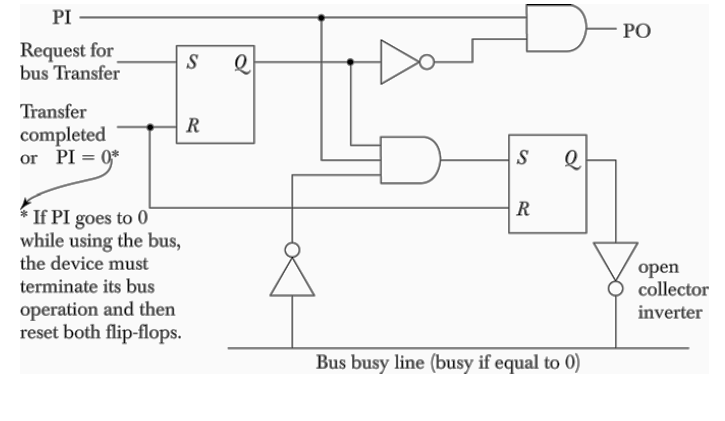 PI
PO
Request for
bus Transfer
S Q
R
Transfer
completed
or PI = 0*
S Q
R
* If PI goes to 0
while using the bus,
the device must
terminate its bus
operation and then
reset both flip-flops.
open
collector
inverter
Bus busy line (busy if equal to 0)